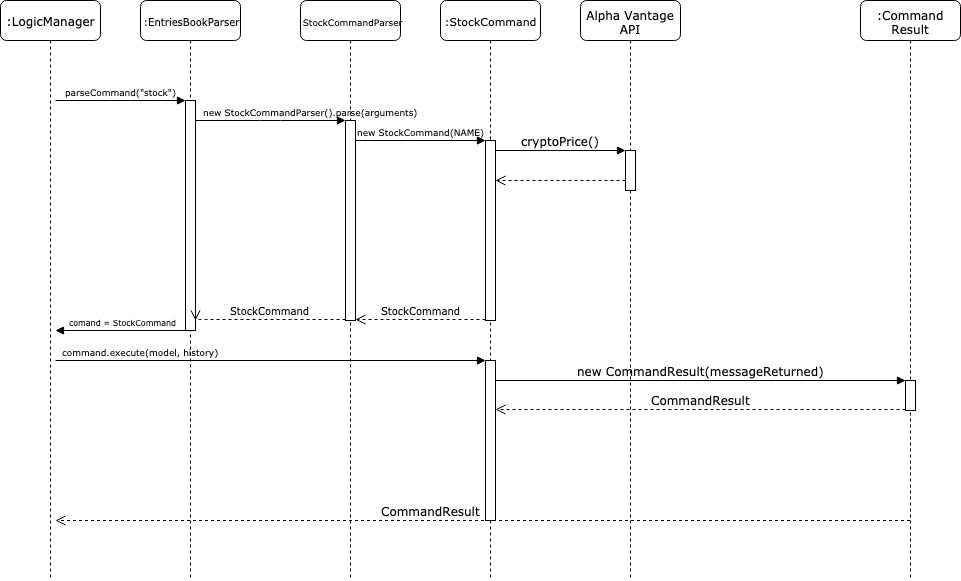 :LogicManager
:EntriesBookParser
StockCommandParser
:StockCommand
Alpha Vantage
API
:Command
Result
parseCommand("stock")
new StockCommandParser().parse(arguments)
new StockCommand(NAME)
cryptoPrice()
StockCommand
StockCommand
comand = StockCommand
command.execute(model, history)
new CommandResult(messageReturned)
CommandResult
CommandResult